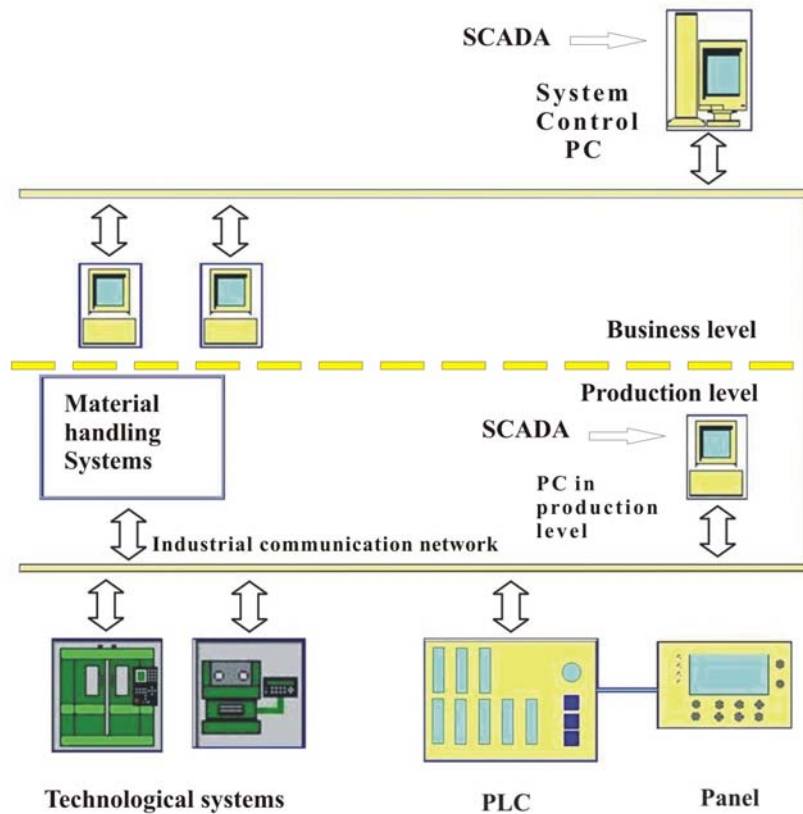 SCADA
System
Control
PC
Business level
Production level
Material
handling
Systems
SCADA
PC in
production
level
Industrial communication network
Technological systems
PLC
Panel